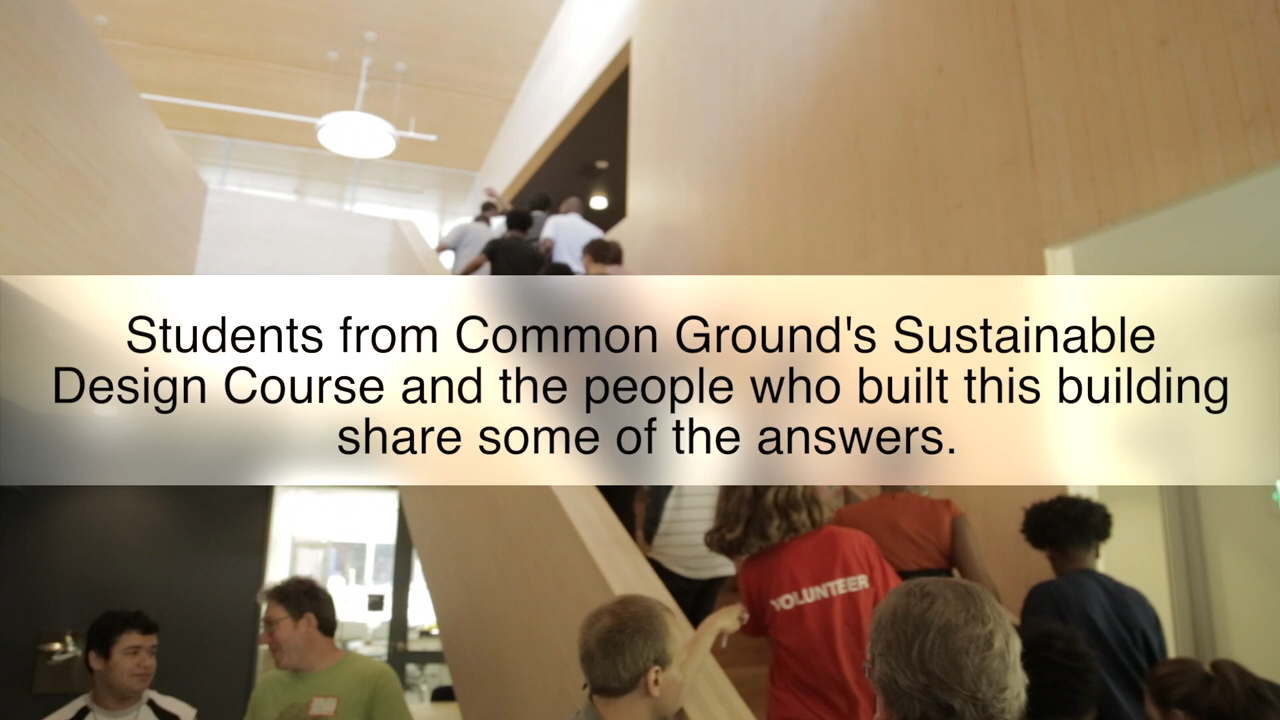 Students from Common Ground's Sustainable
Design Course and the people who built this building
share some of the answers.
VOLUNTEER